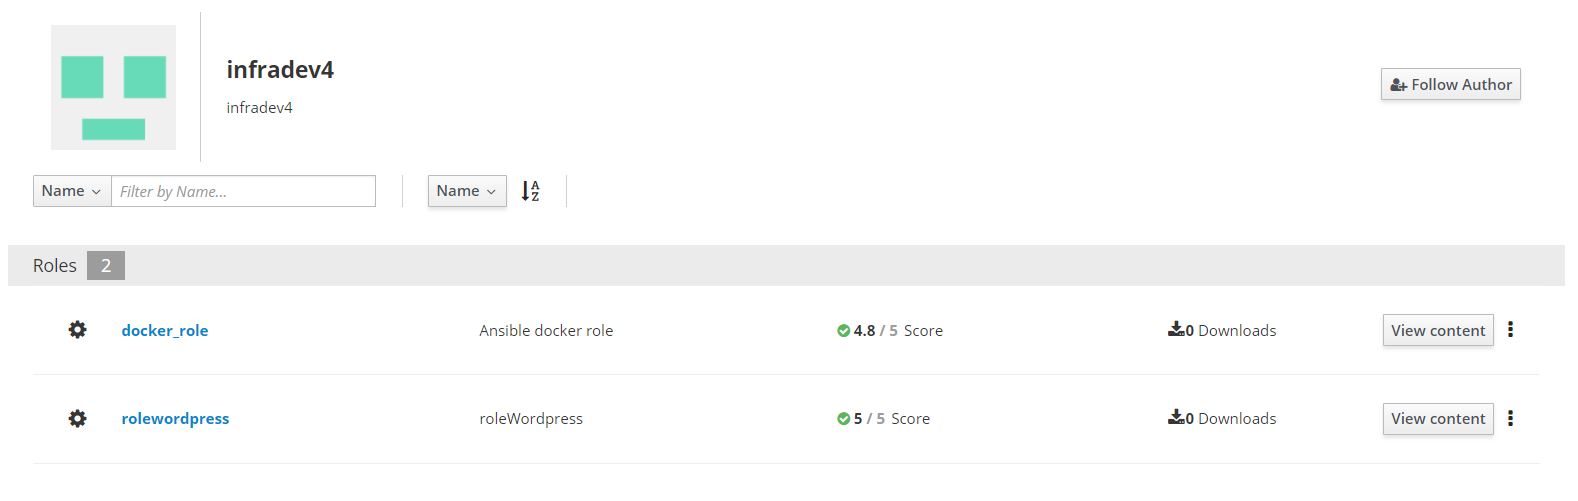 infradev4
infradev4
Follow Author
Name Filter by Name... Name A Z
Roles 2
docker_role Ansible docker role 4.8 / 5 Score 0 Downloads View content
rolewordpress roleWordpress 5 / 5 Score 0 Downloads View content